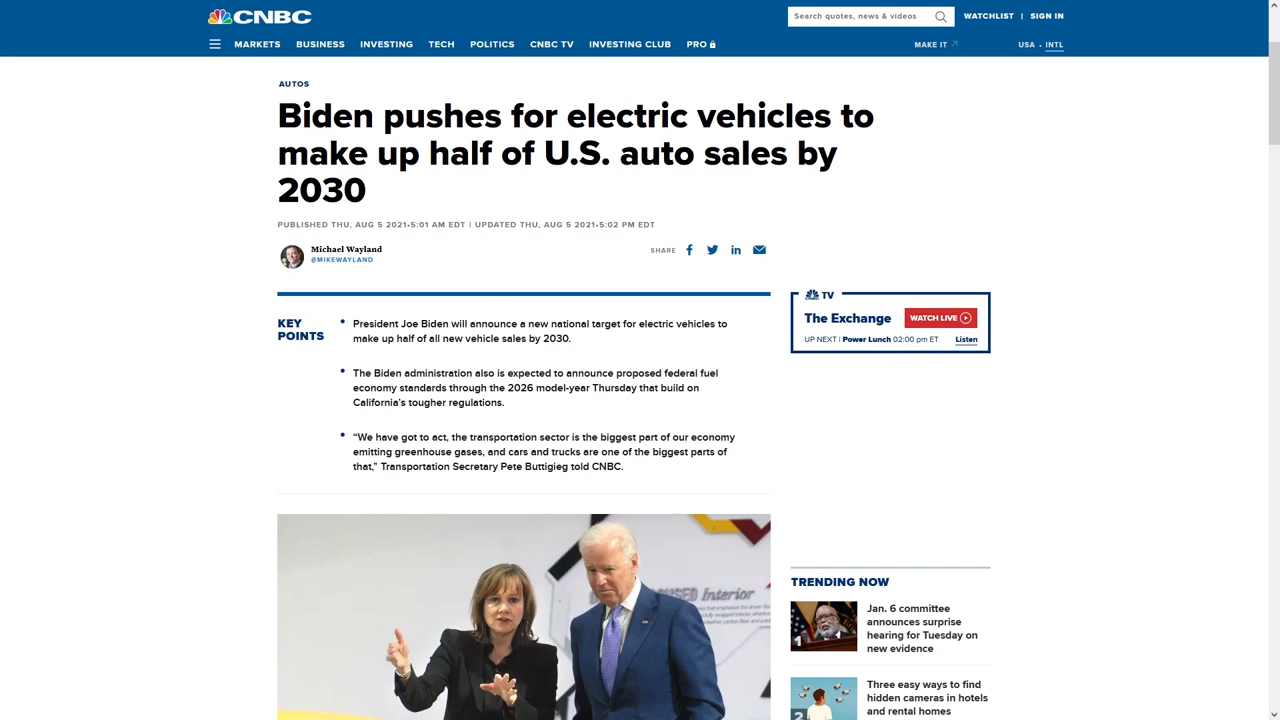 CNBC
Search quotes, news & videos
WATCHLIST | SIGN IN
MARKETS BUSINESS INVESTING TECH POLITICS CNBC TV INVESTING CLUB PRO
MAKE IT USA • INTL
AUTOS
Biden pushes for electric vehicles to
make up half of U.S. auto sales by
2030
PUBLISHED THU, AUG 5 2021•5:01 AM EDT | UPDATED THU, AUG 5 2021•5:02 PM EDT
Michael Wayland
@MIKEWAYLAND
SHARE
KEY
POINTS
• President Joe Biden will announce a new national target for electric vehicles to
make up half of all new vehicle sales by 2030.
• The Biden administration also is expected to announce proposed federal fuel
economy standards through the 2026 model-year Thursday that build on
California’s tougher regulations.
• “We have got to act, the transportation sector is the biggest part of our economy
emitting greenhouse gases, and cars and trucks are one of the biggest parts of
that,” Transportation Secretary Pete Buttigieg told CNBC.
Interior
TV
The Exchange
WATCH LIVE
UP NEXT | Power Lunch 02:00 pm ET
Listen
TRENDING NOW
1
Jan. 6 committee
announces surprise
hearing for Tuesday on
new evidence
2
Three easy ways to find
hidden cameras in hotels
and rental homes